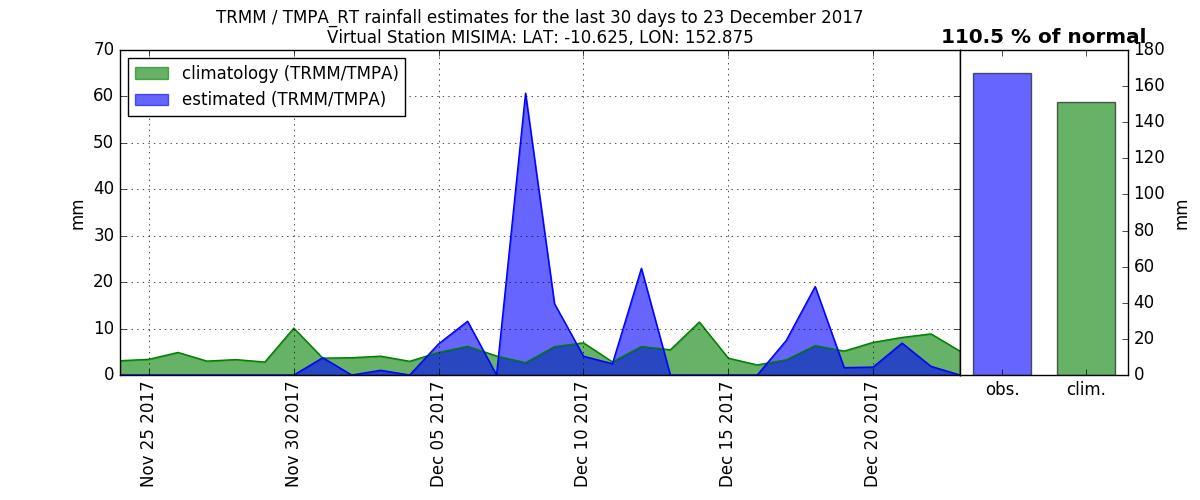 TRMM / TMPA_RT rainfall estimates for the last 30 days to 23 December 2017
Virtual Station MISIMA: LAT: -10.625, LON: 152.875
110.5 % of normal
climatology (TRMM/TMPA)
estimated (TRMM/TMPA)
70
60
50
40
30
20
10
0
mm
Nov 25 2017
Nov 30 2017
Dec 05 2017
Dec 10 2017
Dec 15 2017
Dec 20 2017
obs.
clim.
180
160
140
120
100
80
60
40
20
0
mm